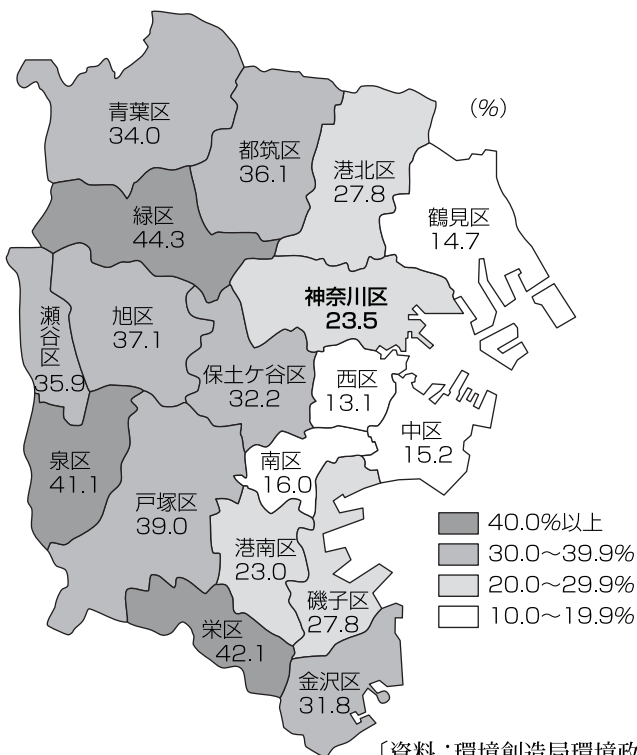 青葉区
34.0
都筑区
36.1
(%)
港北区
27.8
鶴見区
14.7
緑区
44.3
神奈川区
23.5
瀬谷区
35.9
旭区
37.1
保土ケ谷区
32.2
西区
13.1
中区
15.2
泉区
41.1
南区
16.0
戸塚区
39.0
港南区
23.0
磯子区
27.8
栄区
42.1
金沢区
31.8
40.0%以上
30.0～39.9%
20.0～29.9%
10.0～19.9%
〔資料：環境創造局環境政